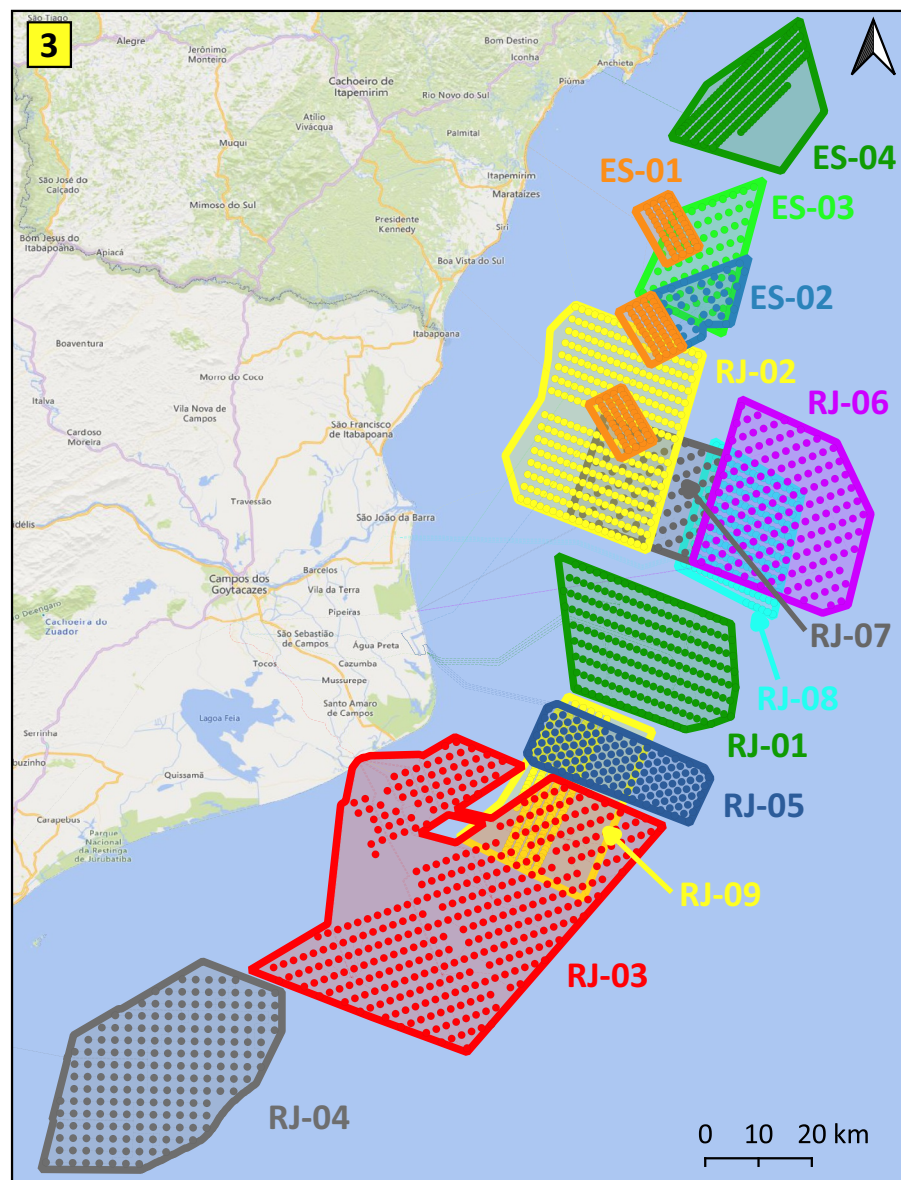 São Tiago
3
Alegre
Jerônimo
Monteiro
Bom Destino
Iconha
Anchieta
Cachoeiro de
Itapemirim
Piúma
Rio Novo do Sul
Atílio
Vivácqua
Muqui
Palmital
ES-04
São José do
Calçado
ES-01
Itapemirim
Marataízes
ES-03
Mimoso do Sul
Presidente
Kennedy
Siri
Bom Jesus do
Itabapoana
Apiacá
Boa Vista do Sul
ES-02
Itabapoana
Boaventura
RJ-02
Morro do Coco
RJ-06
Italva
Vila Nova de
Campos
Cardoso
Moreira
São Francisco
de Itabapoana
Travessão
São João da Barra
idélis
Barcelos
Campos dos
Goytacazes
Vila da Terra
Pipeiras
Cachoeira do
Zuador
RJ-07
São Sebastião
de Campos
Água Preta
Tocos
Cazumba
Mussurepe
RJ-08
Santo Amaro
de Campos
Lagoa Feia
RJ-01
Serrinha
buzinho
Quissamã
RJ-05
Carapebus
Parque
Nacional
da Restinga
de Jurubatiba
RJ-09
RJ-03
RJ-04
0 10 20 km